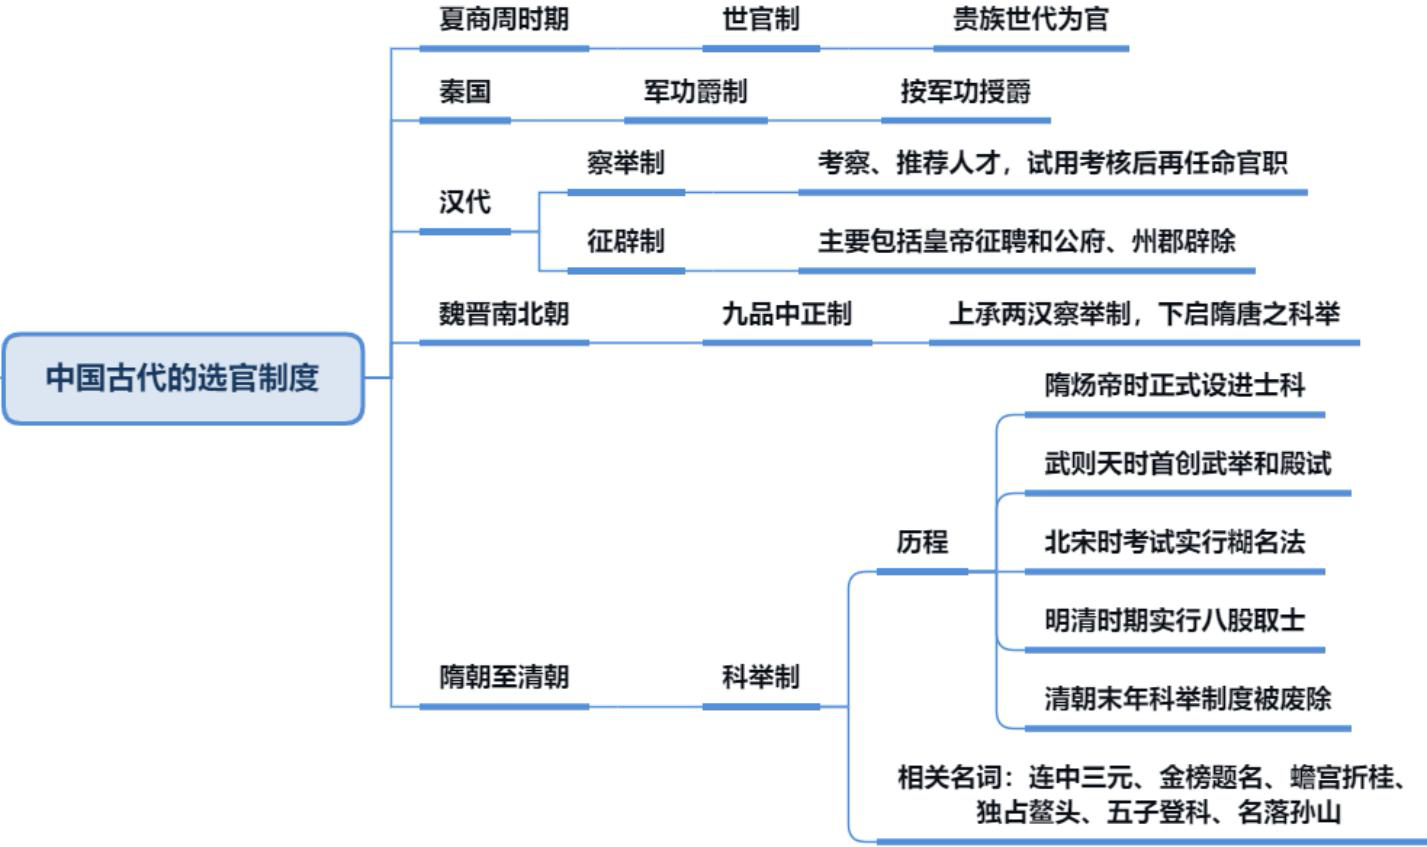 夏商周时期
世官制
贵族世代为官
秦国
军功爵制
按军功授爵
汉代
察举制
考察、推荐人才，试用考核后再任命官职
征辟制
主要包括皇帝征聘和公府、州郡辟除
魏晋南北朝
九品中正制
上承两汉察举制，下启隋唐之科举
中国古代的选官制度
隋朝至清朝
科举制
历程
隋炀帝时正式设进士科
武则天时首创武举和殿试
北宋时考试实行糊名法
明清时期实行八股取士
清朝末年科举制度被废除
相关名词：连中三元、金榜题名、蟾宫折桂、
独占鳌头、五子登科、名落孙山